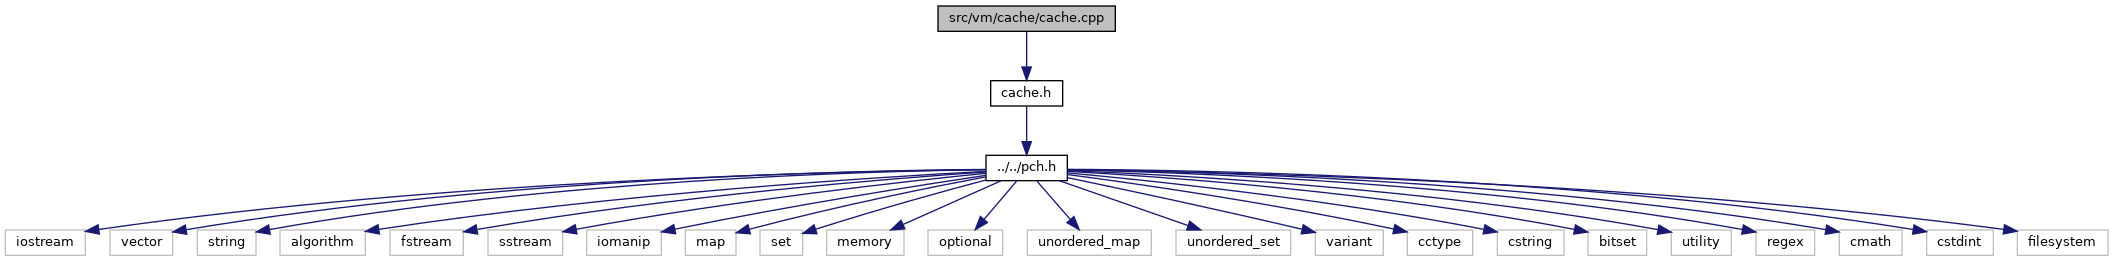 src/vm/cache/cache.cpp
cache.h
../../pch.h
iostream
vector
string
algorithm
fstream
sstream
iomanip
map
set
memory
optional
unordered_map
unordered_set
variant
cctype
cstring
bitset
utility
regex
cmath
cstdint
filesystem